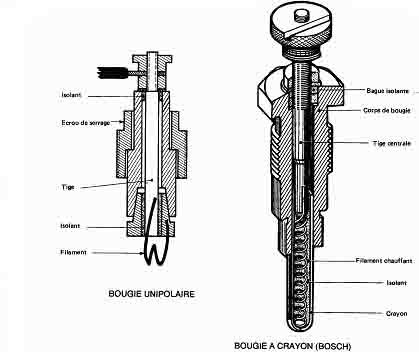 Isolant
Ecrou de serrage
Tige
Isolant
Filament
BOUGIE UNIPOLAIRE
Bague isolante
Corps de bougie
Tige centrale
Filament chauffant
Isolant
Crayon
BOUGIE A CRAYON (BOSCH)